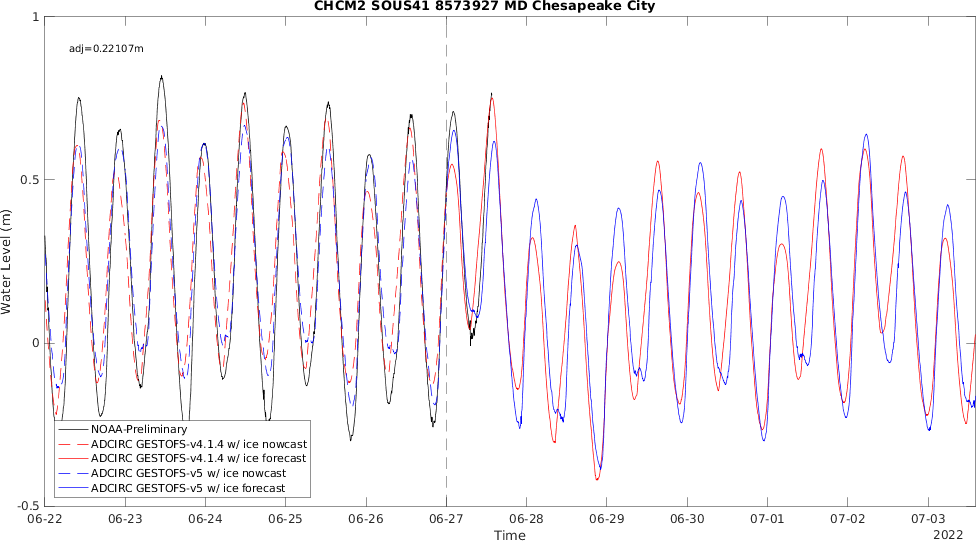 CHCM2 SOUS41 8573927 MD Chesapeake City
adj=0.22107m
1
0.5
0
-0.5
Water Level (m)
NOAA-Preliminary
ADCIRC GESTOFS-v4.1.4 w/ ice nowcast
ADCIRC GESTOFS-v4.1.4 w/ ice forecast
ADCIRC GESTOFS-v5 w/ ice nowcast
ADCIRC GESTOFS-v5 w/ ice forecast
06-22 06-23 06-24 06-25 06-26 06-27 06-28 06-29 06-30 07-01 07-02 07-03
Time
2022